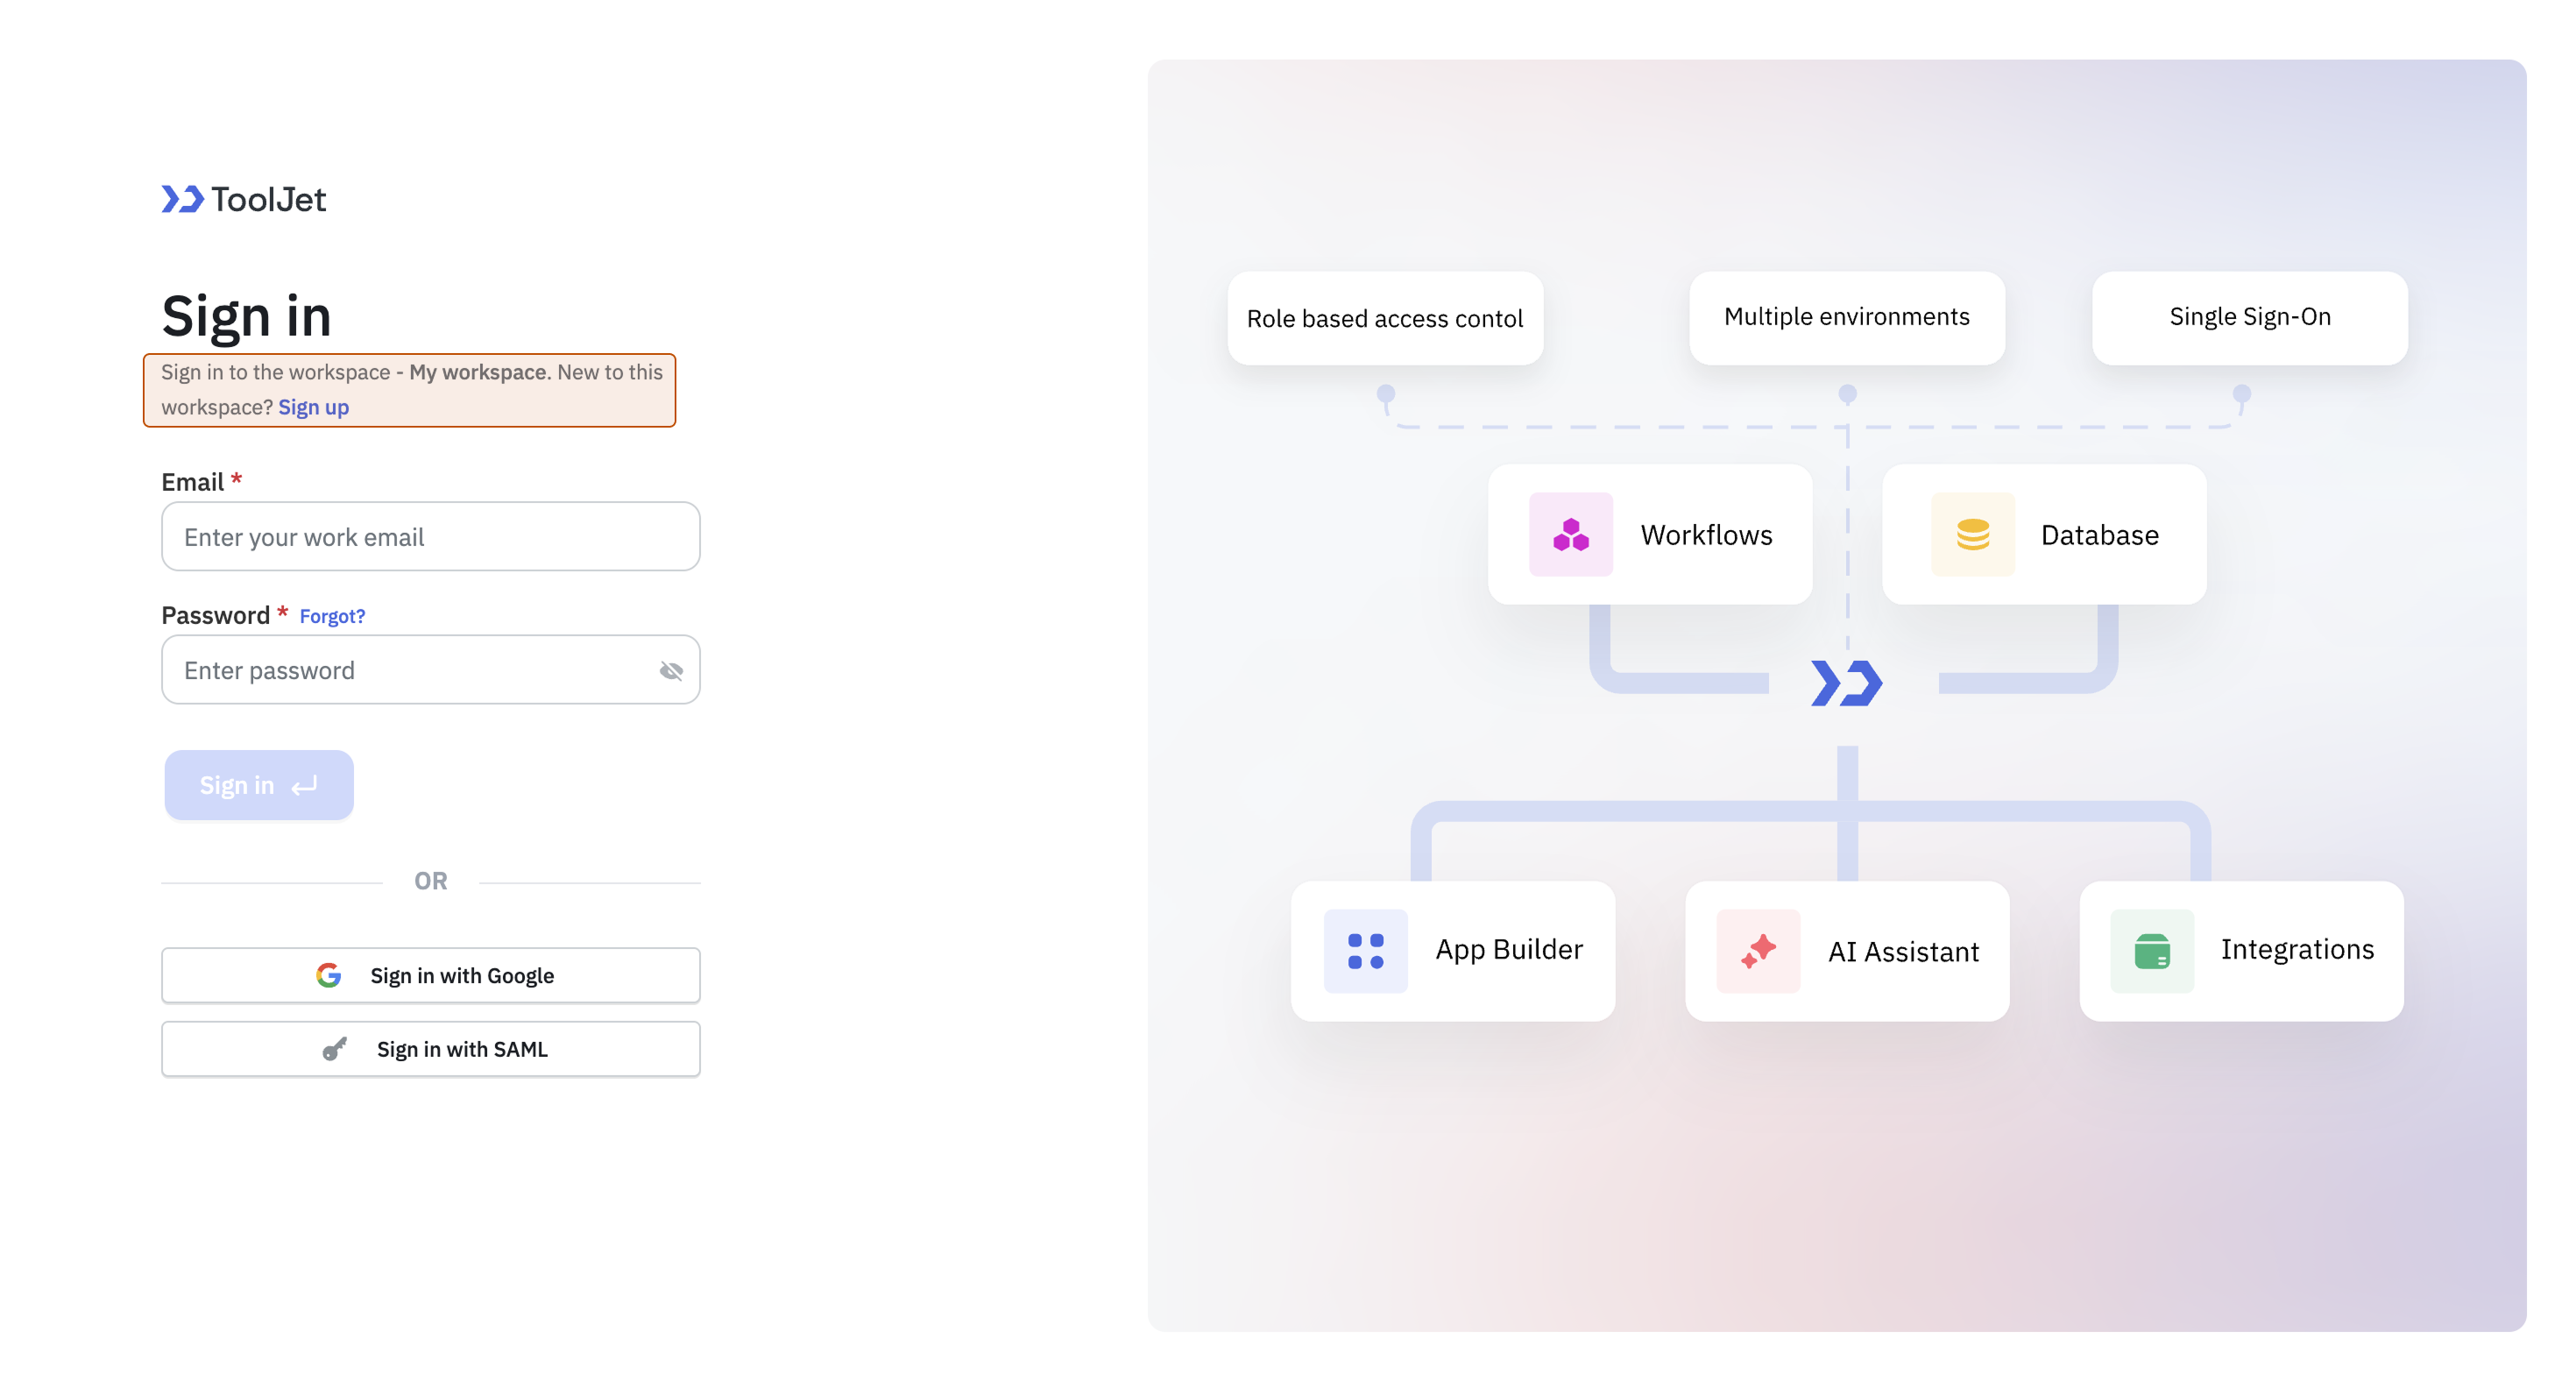 ToolJet
Sign in
Sign in to the workspace - My workspace. New to this
workspace? Sign up
Email *
Enter your work email
Password * Forgot?
Enter password
Sign in
OR
Sign in with Google
Sign in with SAML
Role based access contol
Multiple environments
Single Sign-On
Workflows
Database
App Builder
AI Assistant
Integrations